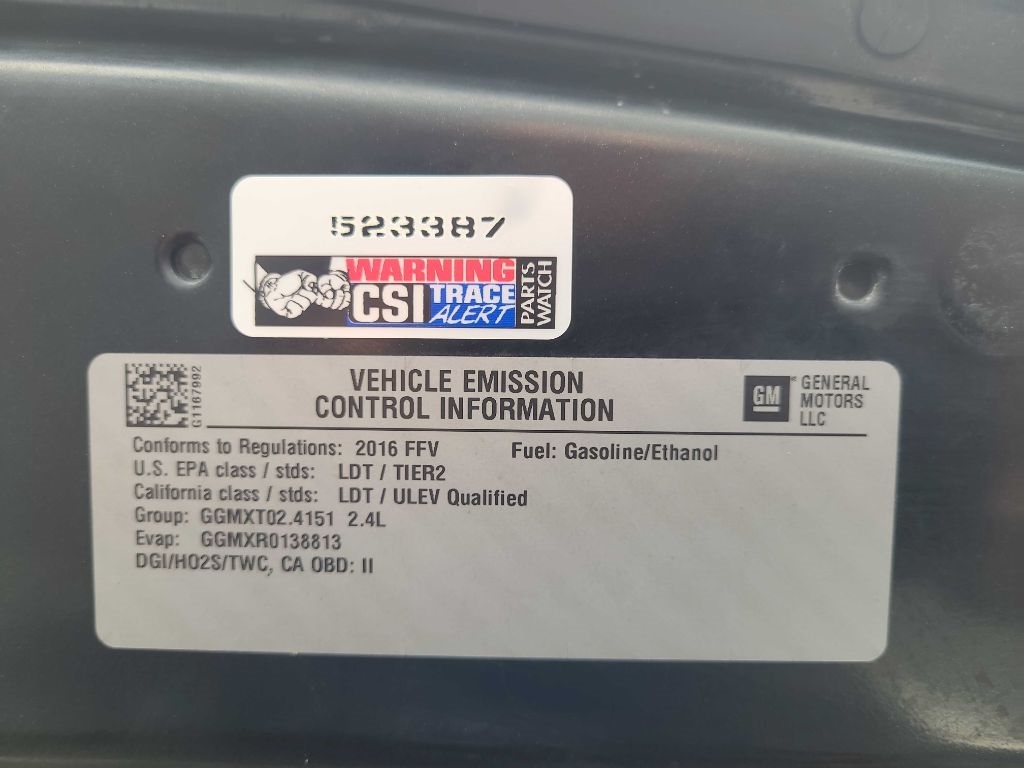 523387
WARNING
CSI TRACE
ALERT
PARTS
WATCH
G1167992
VEHICLE EMISSION
CONTROL INFORMATION
GM
GENERAL
MOTORS
LLC
Conforms to Regulations: 2016 FFV Fuel: Gasoline/Ethanol
U.S. EPA class / stds: LDT / TIER2
California class / stds: LDT / ULEV Qualified
Group: GGMXT02.4151 2.4L
Evap: GGMXR0138813
DGI/HO2S/TWC, CA OBD: II